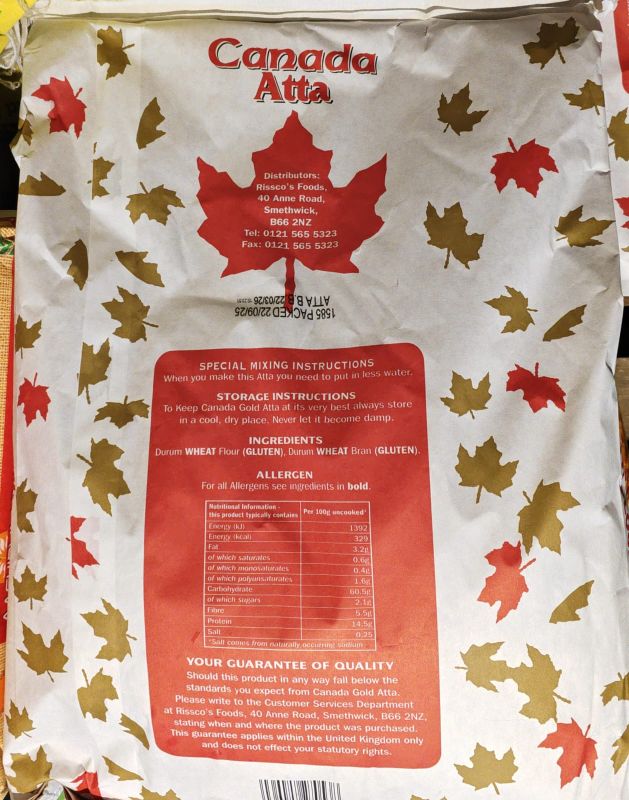 Canada
Atta
Distributors:
Rissco's Foods,
40 Anne Road,
Smethwick,
B66 2NZ
Tel: 0121 565 5323
Fax: 0121 565 5323
1585 PACKED 22/09/25
ATTA B.B 22/03/26
SPECIAL MIXING INSTRUCTIONS
When you make this Atta you need to put in less water.
STORAGE INSTRUCTIONS
To Keep Canada Gold Atta at its very best always store
in a cool, dry place. Never let it become damp.
INGREDIENTS
Durum WHEAT Flour (GLUTEN), Durum WHEAT Bran (GLUTEN).
ALLERGEN
For all Allergens see ingredients in bold.
Nutritional Information -
this product typically contains Per 100g uncooked*
Energy (kJ) 1392
Energy (kcal) 329
Fat 3.2g
of which saturates 0.6g
of which monosaturates 0.4g
of which polyunsaturates 1.6g
Carbohydrate 60.5g
of which sugars 2.1g
Fibre 5.5g
Protein 14.5g
Salt 0.25
*Salt comes from naturally occurring sodium
YOUR GUARANTEE OF QUALITY
Should this product in any way fall below the
standards you expect from Canada Gold Atta.
Please write to the Customer Services Department
at Rissco's Foods, 40 Anne Road, Smethwick, B66 2NZ,
stating when and where the product was purchased.
This guarantee applies within the United Kingdom only
and does not effect your statutory rights.